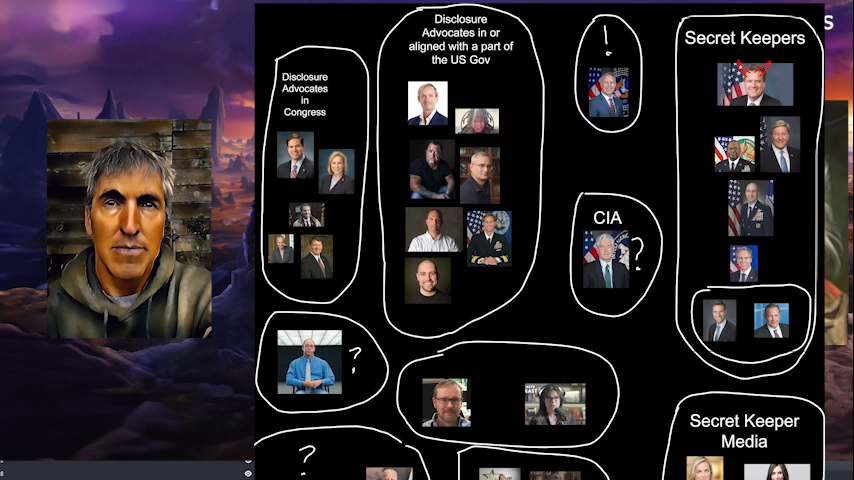 Disclosure
Advocates in or
aligned with a part of
the US Gov
!
Secret Keepers
S
Disclosure
Advocates
in
Congress
CIA
?
?
Secret Keeper
Media
?